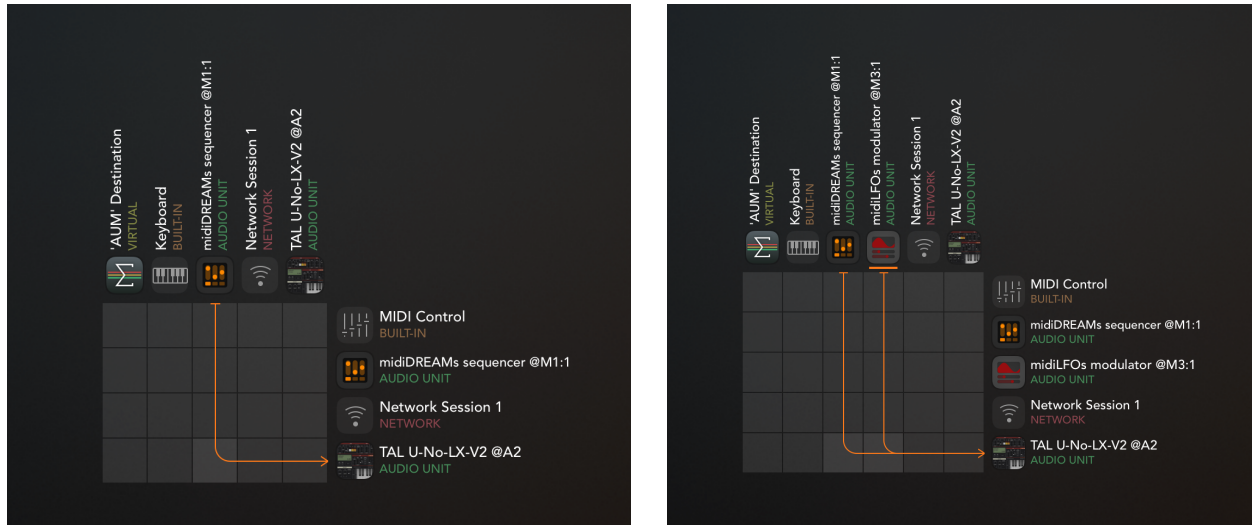 'AUM' Destination
VIRTUAL
Keyboard
BUILT-IN
midiDREAMs sequencer @M1:1
AUDIO UNIT
Network Session 1
NETWORK
TAL U-No-LX-V2 @A2
AUDIO UNIT
MIDI Control
BUILT-IN
midiDREAMs sequencer @M1:1
AUDIO UNIT
Network Session 1
NETWORK
TAL U-No-LX-V2 @A2
AUDIO UNIT
'AUM' Destination
VIRTUAL
Keyboard
BUILT-IN
midiDREAMs sequencer @M1:1
AUDIO UNIT
midiLFOs modulator @M3:1
AUDIO UNIT
Network Session 1
NETWORK
TAL U-No-LX-V2 @A2
AUDIO UNIT
MIDI Control
BUILT-IN
midiDREAMs sequencer @M1:1
AUDIO UNIT
midiLFOs modulator @M3:1
AUDIO UNIT
Network Session 1
NETWORK
TAL U-No-LX-V2 @A2
AUDIO UNIT